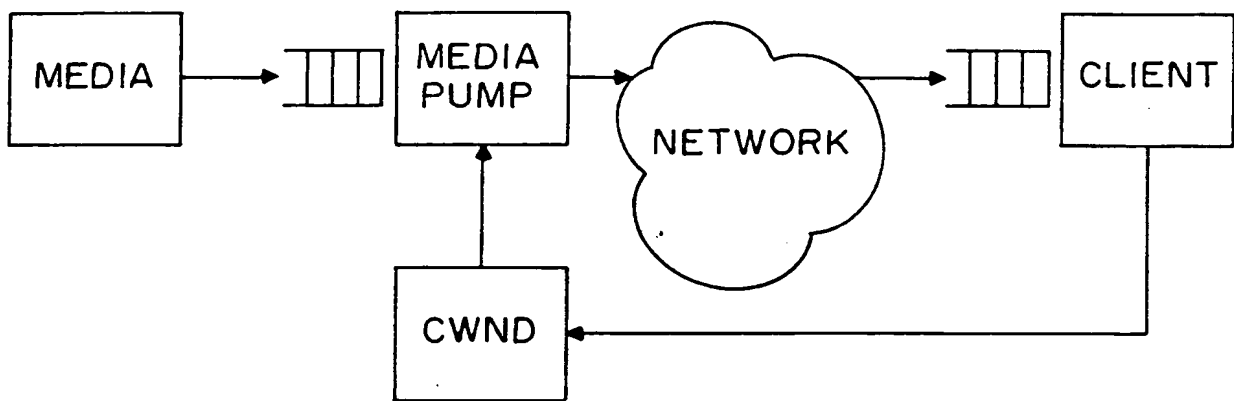 MEDIA
MEDIA
PUMP
NETWORK
CLIENT
CWND